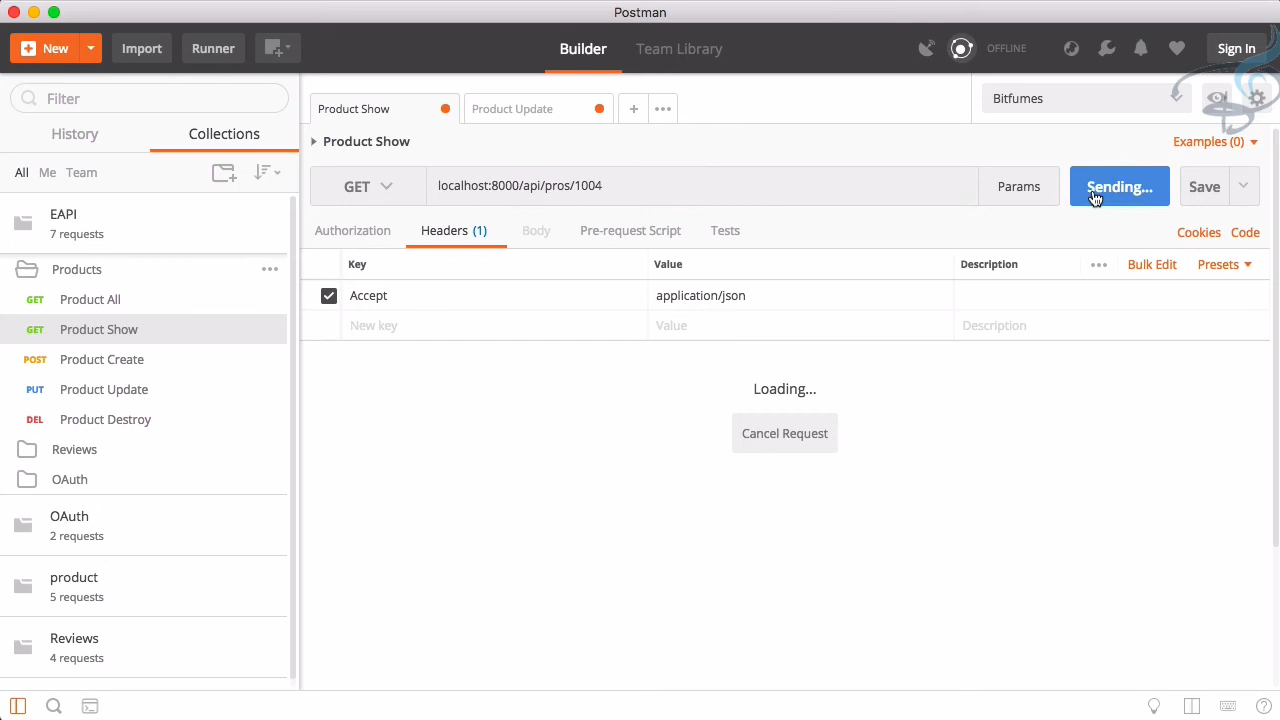 Postman
New
Import
Runner
Builder
Team Library
OFFLINE
Sign In
Filter
History
Collections
All Me Team
EAPI
7 requests
Products
GET Product All
GET Product Show
POST Product Create
PUT Product Update
DEL Product Destroy
Reviews
OAuth
OAuth
2 requests
product
5 requests
Reviews
4 requests
Product Show
Product Update
Bitfumes
Product Show
Examples (0)
GET
localhost:8000/api/pros/1004
Params
Sending...
Save
Authorization
Headers (1)
Body
Pre-request Script
Tests
Cookies
Code
Key
Value
Description
Bulk Edit
Presets
Accept
application/json
New key
Value
Description
Loading...
Cancel Request